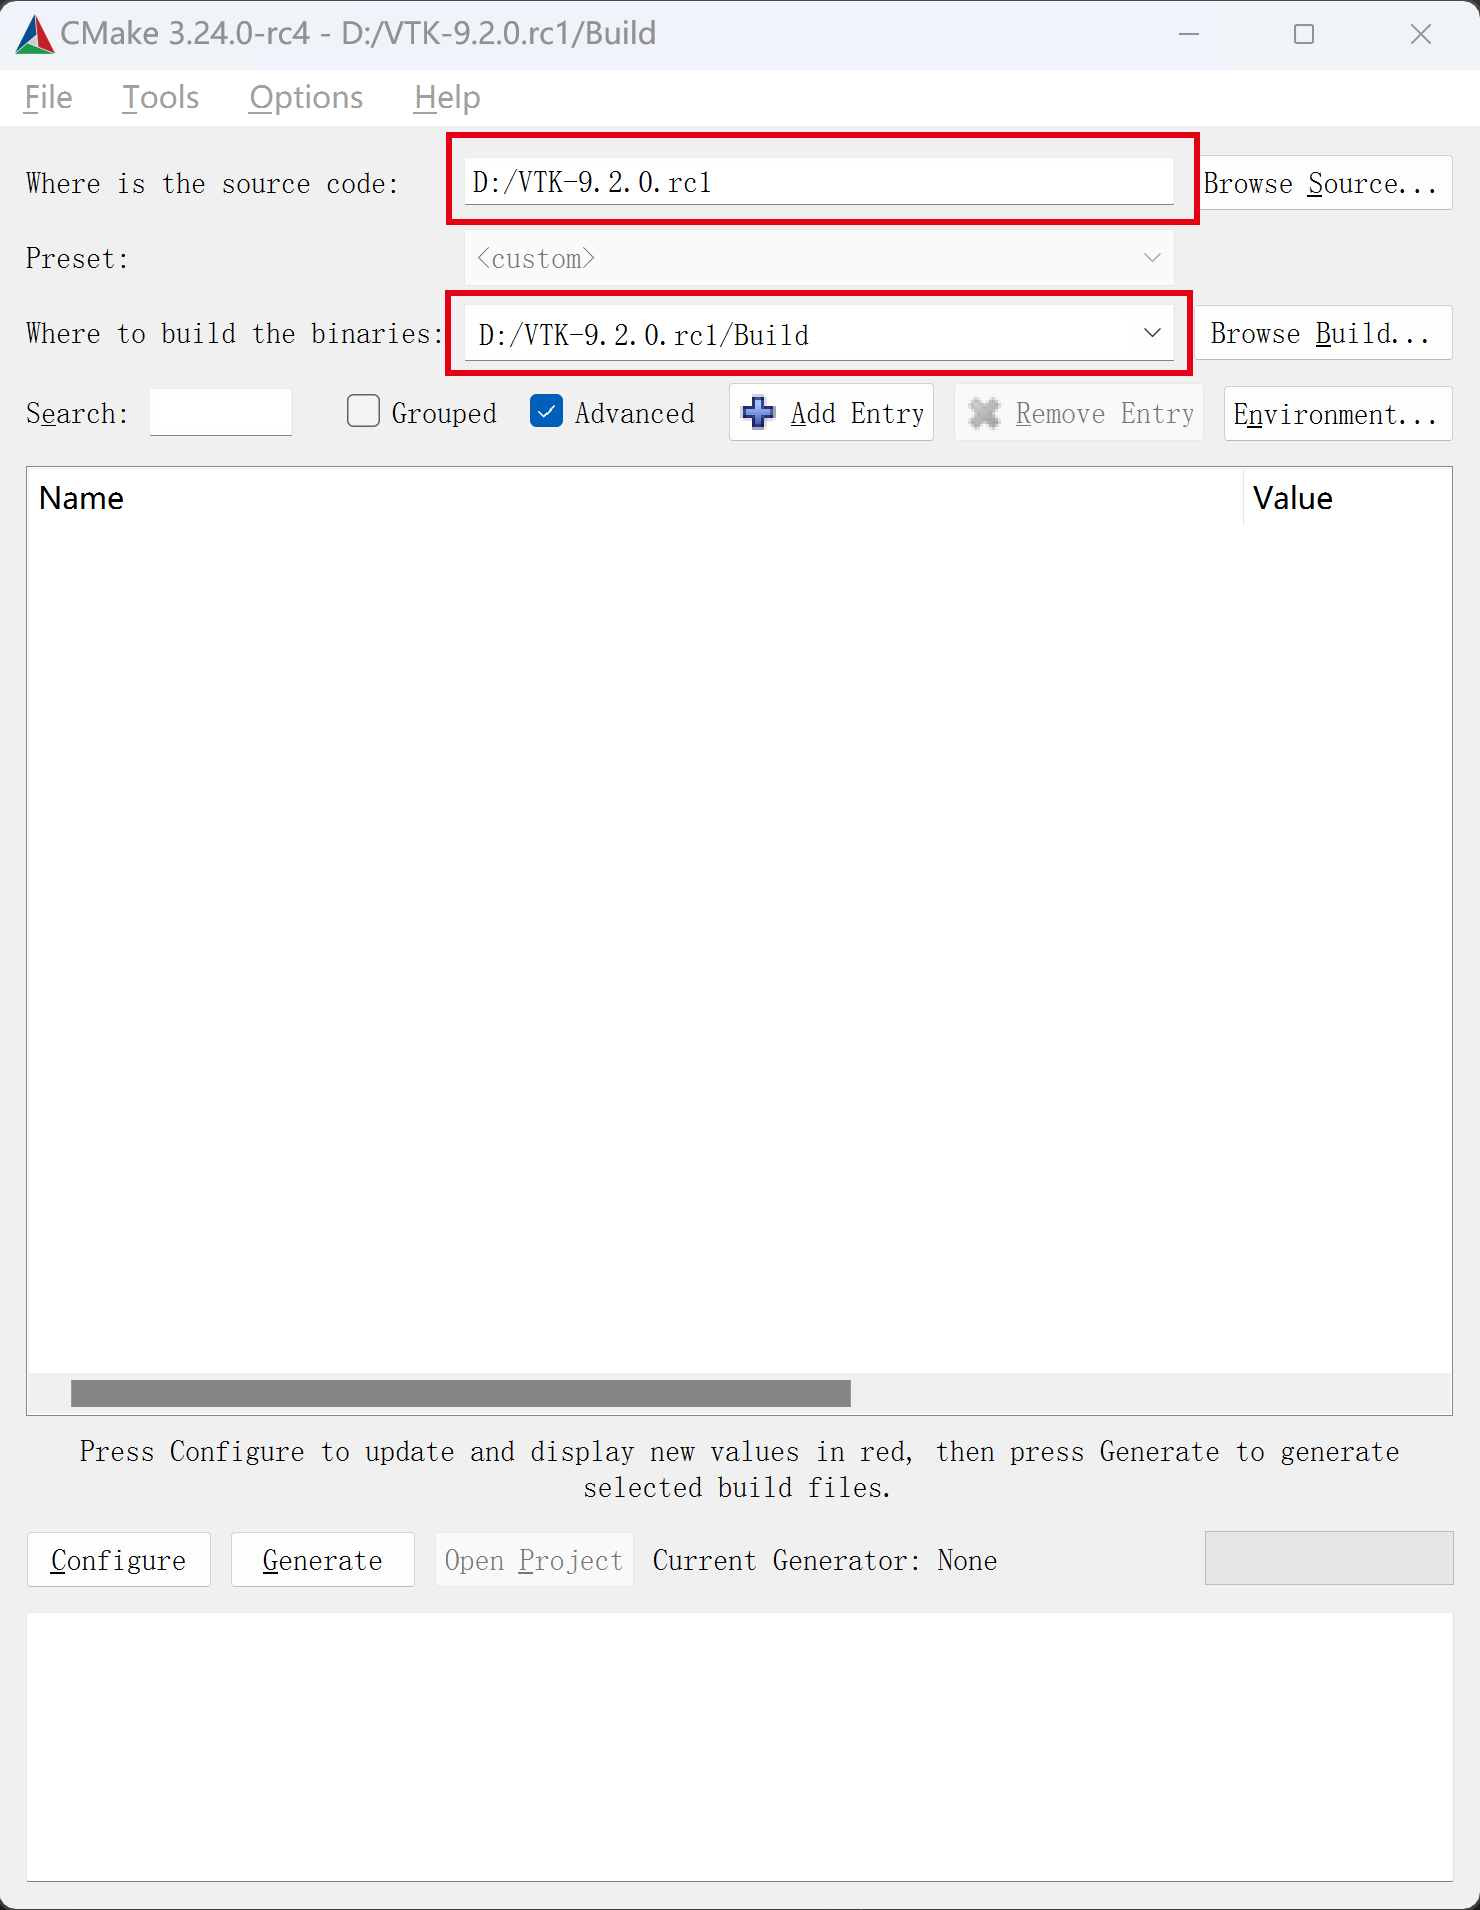 CMake 3.24.0-rc4 - D:/VTK-9.2.0.rc1/Build
File Tools Options Help
Where is the source code: D:/VTK-9.2.0.rc1 Browse Source...
Preset: <custom>
Where to build the binaries: D:/VTK-9.2.0.rc1/Build Browse Build...
Search: Grouped Advanced Add Entry Remove Entry Environment...
Name Value
Press Configure to update and display new values in red, then press Generate to generate
selected build files.
Configure Generate Open Project Current Generator: None